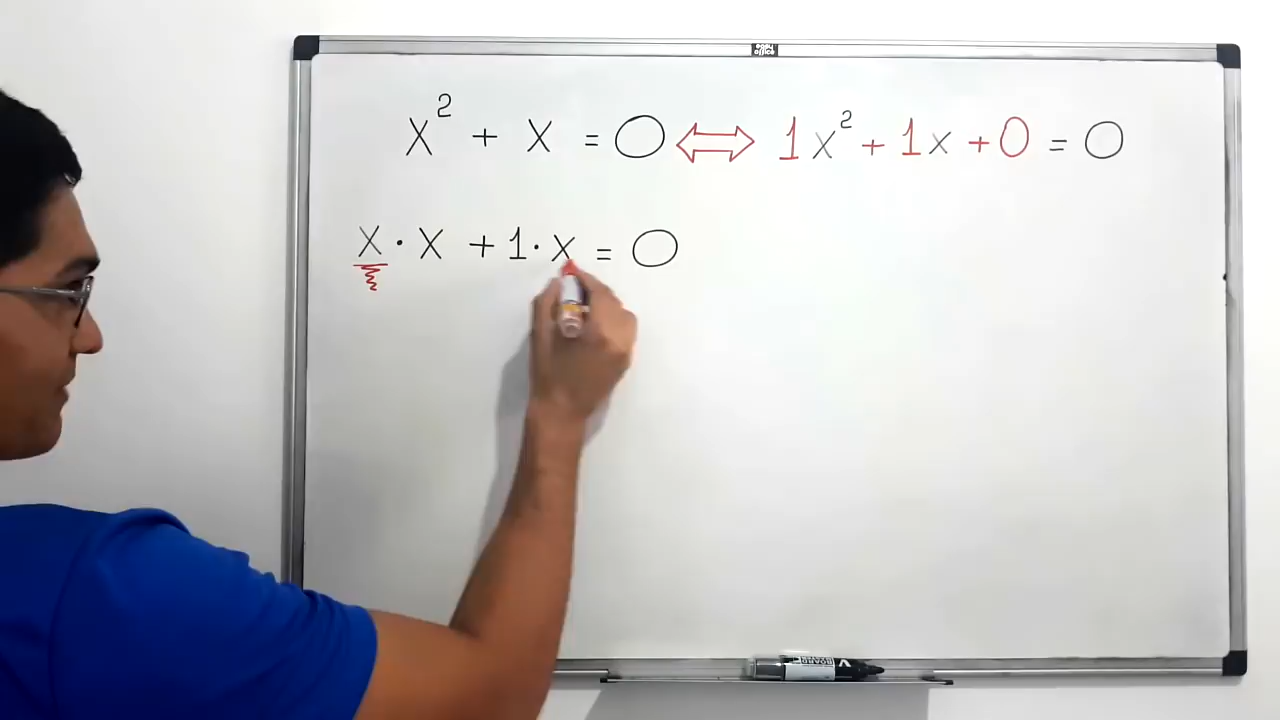 x² + x = 0 ⟺ 1x² + 1x + 0 = 0
x · x + 1 · x = 0